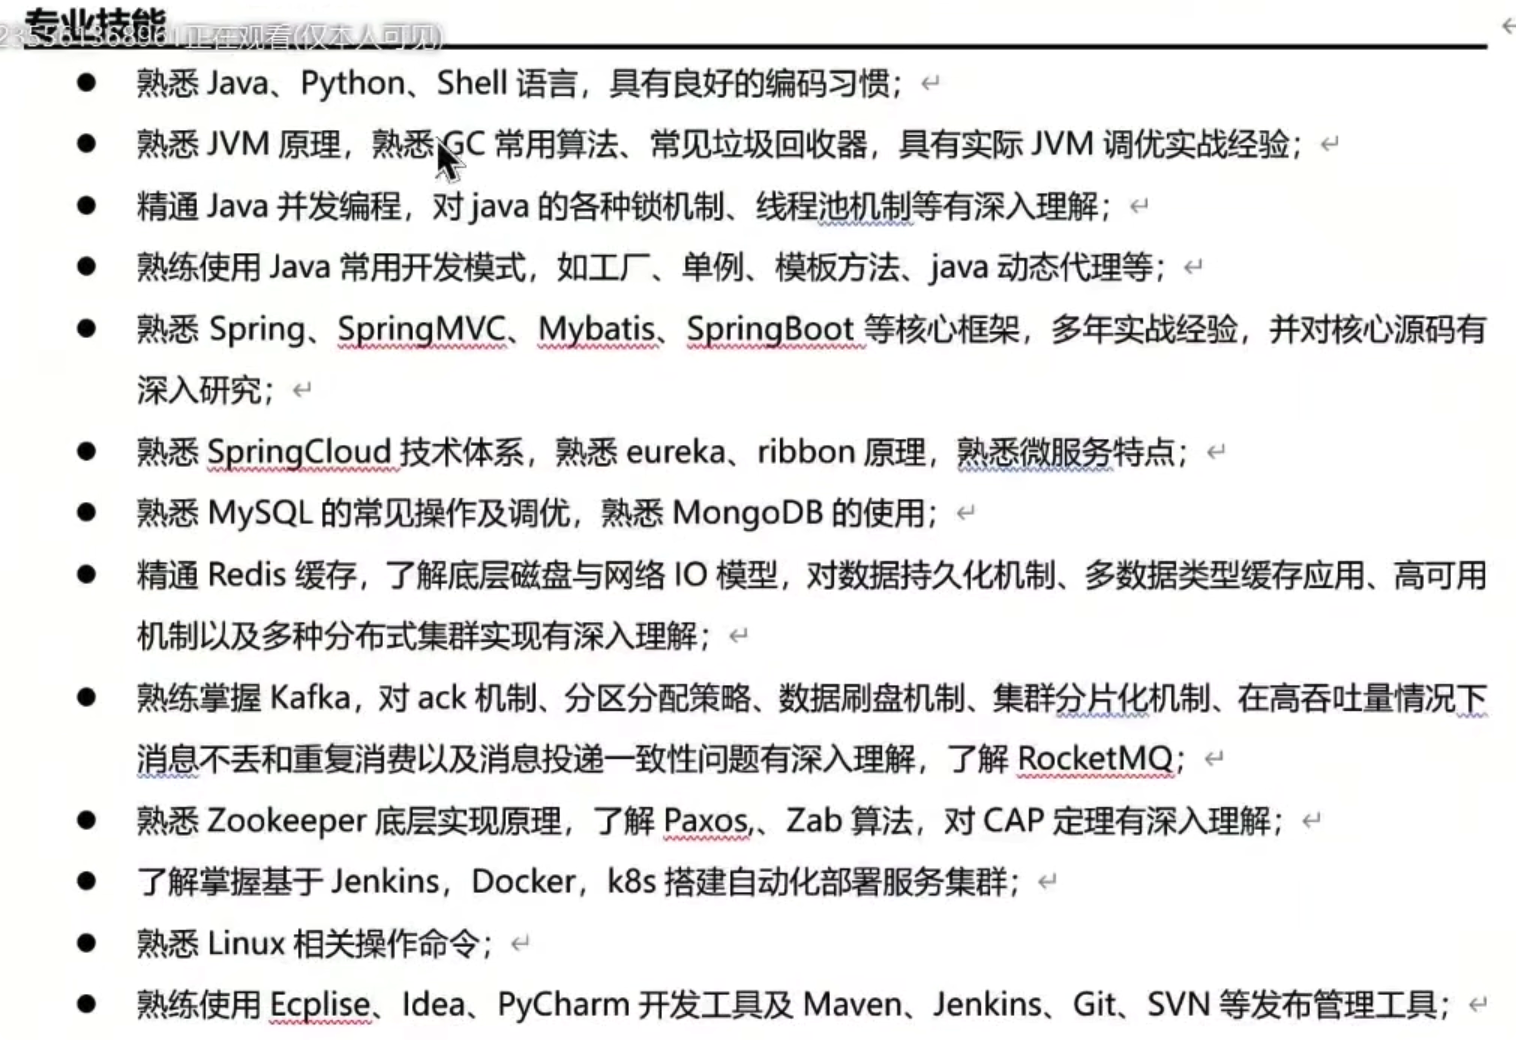 专业技能
正在观看(仅本人可见)
● 熟悉 Java、Python、Shell 语言，具有良好的编码习惯；
● 熟悉 JVM 原理，熟悉 GC 常用算法、常见垃圾回收器，具有实际 JVM 调优实战经验；
● 精通 Java 并发编程，对 java 的各种锁机制、线程池机制等有深入理解；
● 熟练使用 Java 常用开发模式，如工厂、单例、模板方法、java 动态代理等；
● 熟悉 Spring、SpringMVC、Mybatis、SpringBoot 等核心框架，多年实战经验，并对核心源码有
深入研究；
● 熟悉 SpringCloud 技术体系，熟悉 eureka、ribbon 原理，熟悉微服务特点；
● 熟悉 MySQL 的常见操作及调优，熟悉 MongoDB 的使用；
● 精通 Redis 缓存，了解底层磁盘与网络 IO 模型，对数据持久化机制、多数据类型缓存应用、高可用
机制以及多种分布式集群实现有深入理解；
● 熟练掌握 Kafka，对 ack 机制、分区分配策略、数据刷盘机制、集群分片化机制、在高吞吐量情况下
消息不丢和重复消费以及消息投递一致性问题有深入理解，了解 RocketMQ；
● 熟悉 Zookeeper 底层实现原理，了解 Paxos,、Zab 算法，对 CAP 定理有深入理解；
● 了解掌握基于 Jenkins，Docker，k8s 搭建自动化部署服务集群；
● 熟悉 Linux 相关操作命令；
● 熟练使用 Ecplise、Idea、PyCharm 开发工具及 Maven、Jenkins、Git、SVN 等发布管理工具；